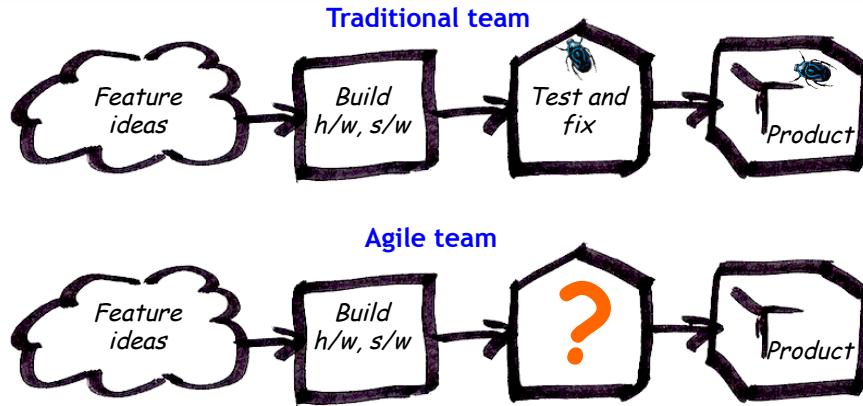 Traditional team
Feature
ideas
Build
h/w, s/w
Test and
fix
Product
Agile team
Feature
ideas
Build
h/w, s/w
?
Product